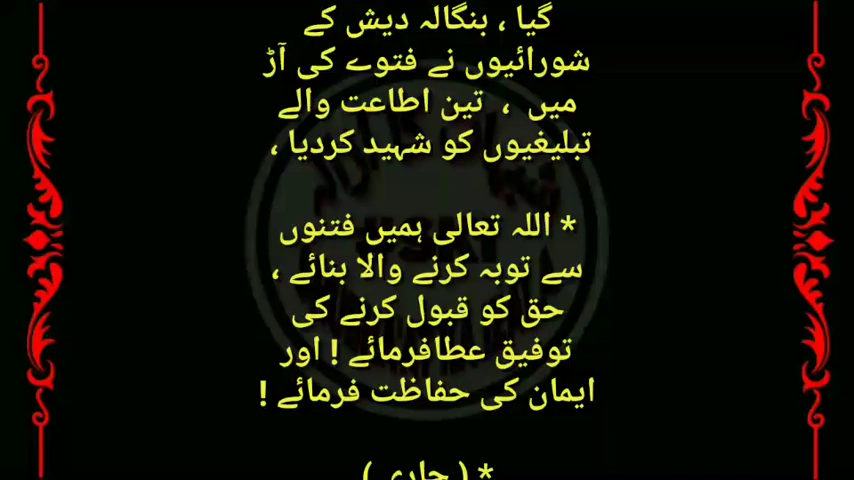 گیا ، بنگالہ دیش کے
شورائیوں نے فتوے کی آڑ
میں ، تین اطاعت والے
تبلیغیوں کو شہید کردیا ،
* اللہ تعالی ہمیں فتنوں
سے توبہ کرنے والا بنائے ،
حق کو قبول کرنے کی
توفیق عطافرمائے ! اور
ایمان کی حفاظت فرمائے !
* ( جاری )